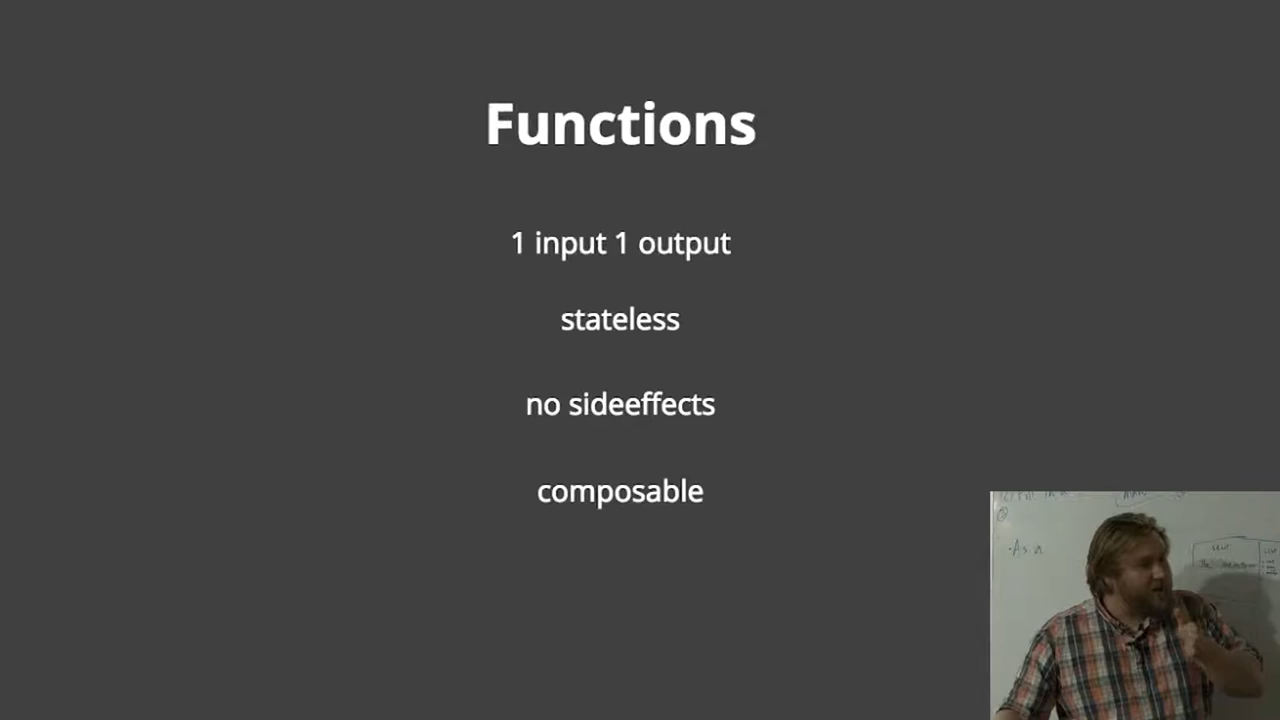 Functions
1 input 1 output
stateless
no sideeffects
composable